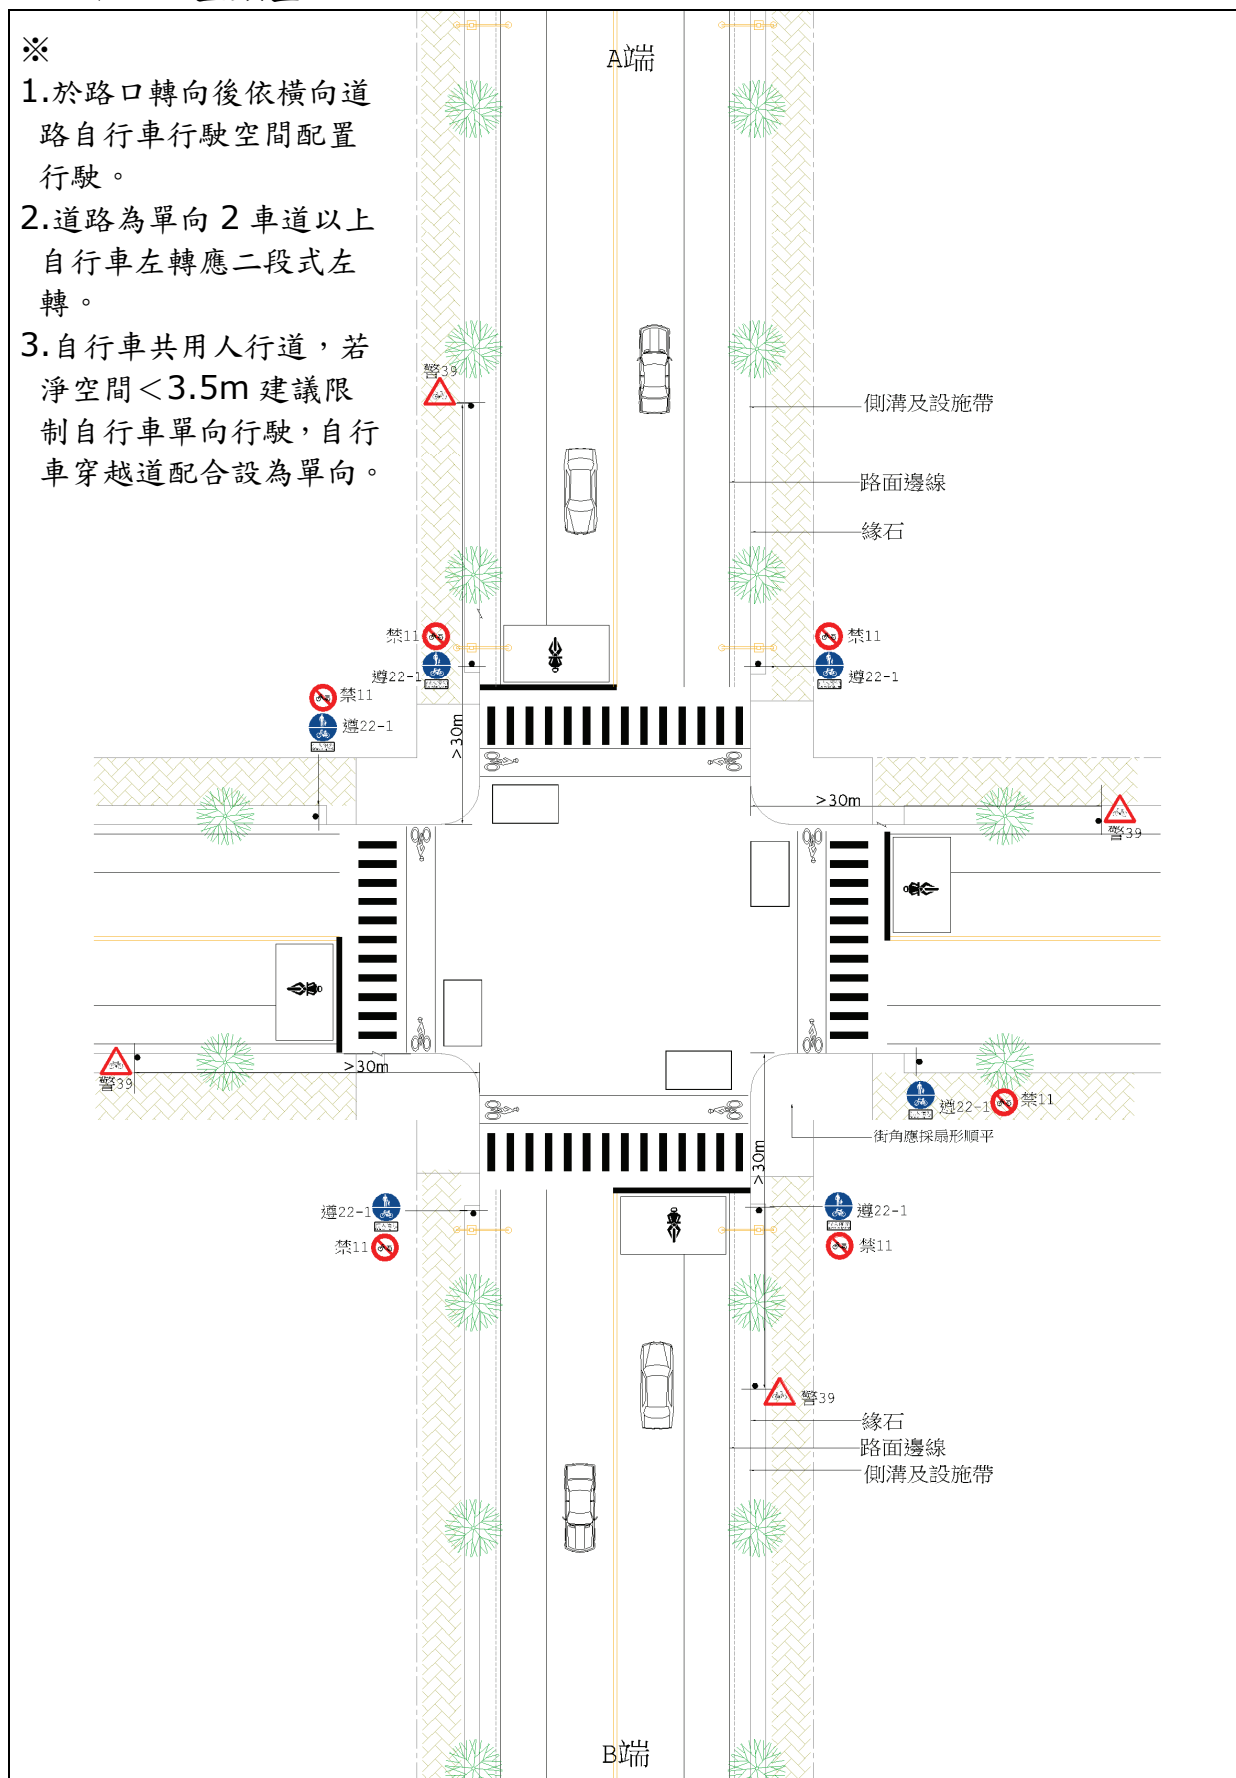 A端
※
1.於路口轉向後依橫向道
路自行車行駛空間配置
行駛。
2.道路為單向 2 車道以上
自行車左轉應二段式左
轉。
3.自行車共用人行道，若
淨空間＜3.5m 建議限
制自行車單向行駛，自行
車穿越道配合設為單向。
警39
側溝及設施帶
路面邊線
緣石
禁11
遵22-1
禁11
遵22-1
禁11
遵22-1
>30m
>30m
警39
>30m
警39
遵22-1
禁11
街角應採扇形順平
>30m
遵22-1
禁11
遵22-1
禁11
警39
緣石
路面邊線
側溝及設施帶
B端